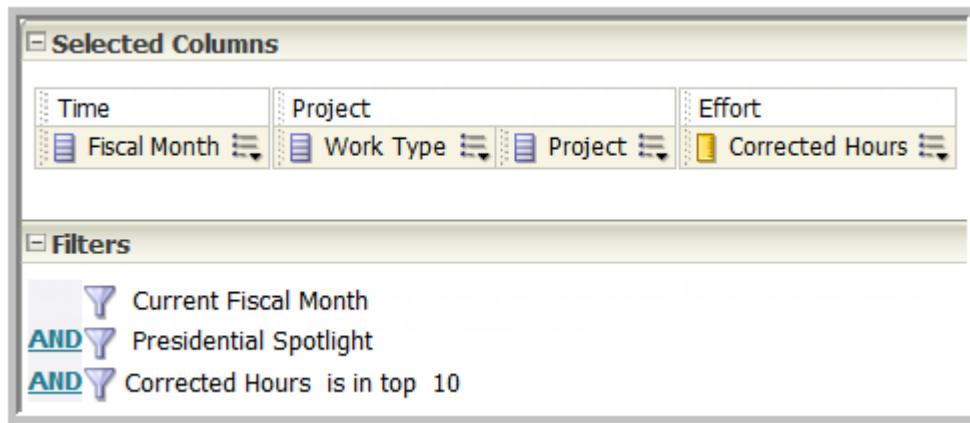 Selected Columns
Time Project Effort
Fiscal Month Work Type Project Corrected Hours
Filters
Current Fiscal Month
AND Presidential Spotlight
AND Corrected Hours is in top 10